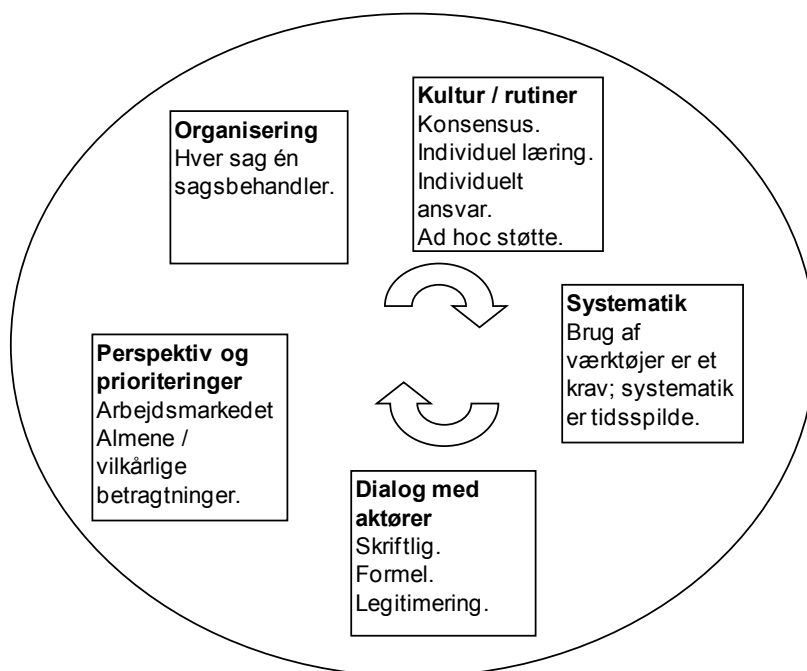 Organisering
Hver sag én
sagsbehandler.
Kultur / rutiner
Konsensus.
Individuel læring.
Individuelt
ansvar.
Ad hoc støtte.
Systematik
Brug af
værktøjer er et
krav; systematik
er tidsspilde.
Perspektiv og
prioriteringer
Arbejdsmarkedet
Almene /
vilkårlige
betragtninger.
Dialog med
aktører
Skriftlig.
Formel.
Legitimering.